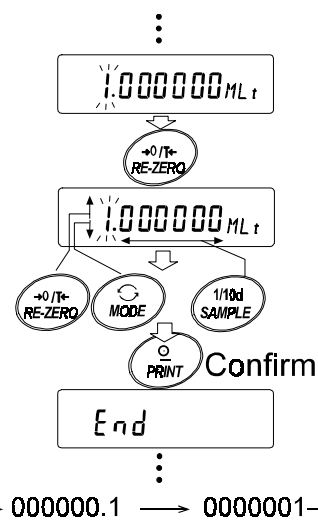 1.000000 MLt
→0/T←
RE-ZERO
1.000000 MLt
→0/T←
RE-ZERO
MODE
1/10d
SAMPLE
PRINT
Confirm
End
000000.1 → 0000001